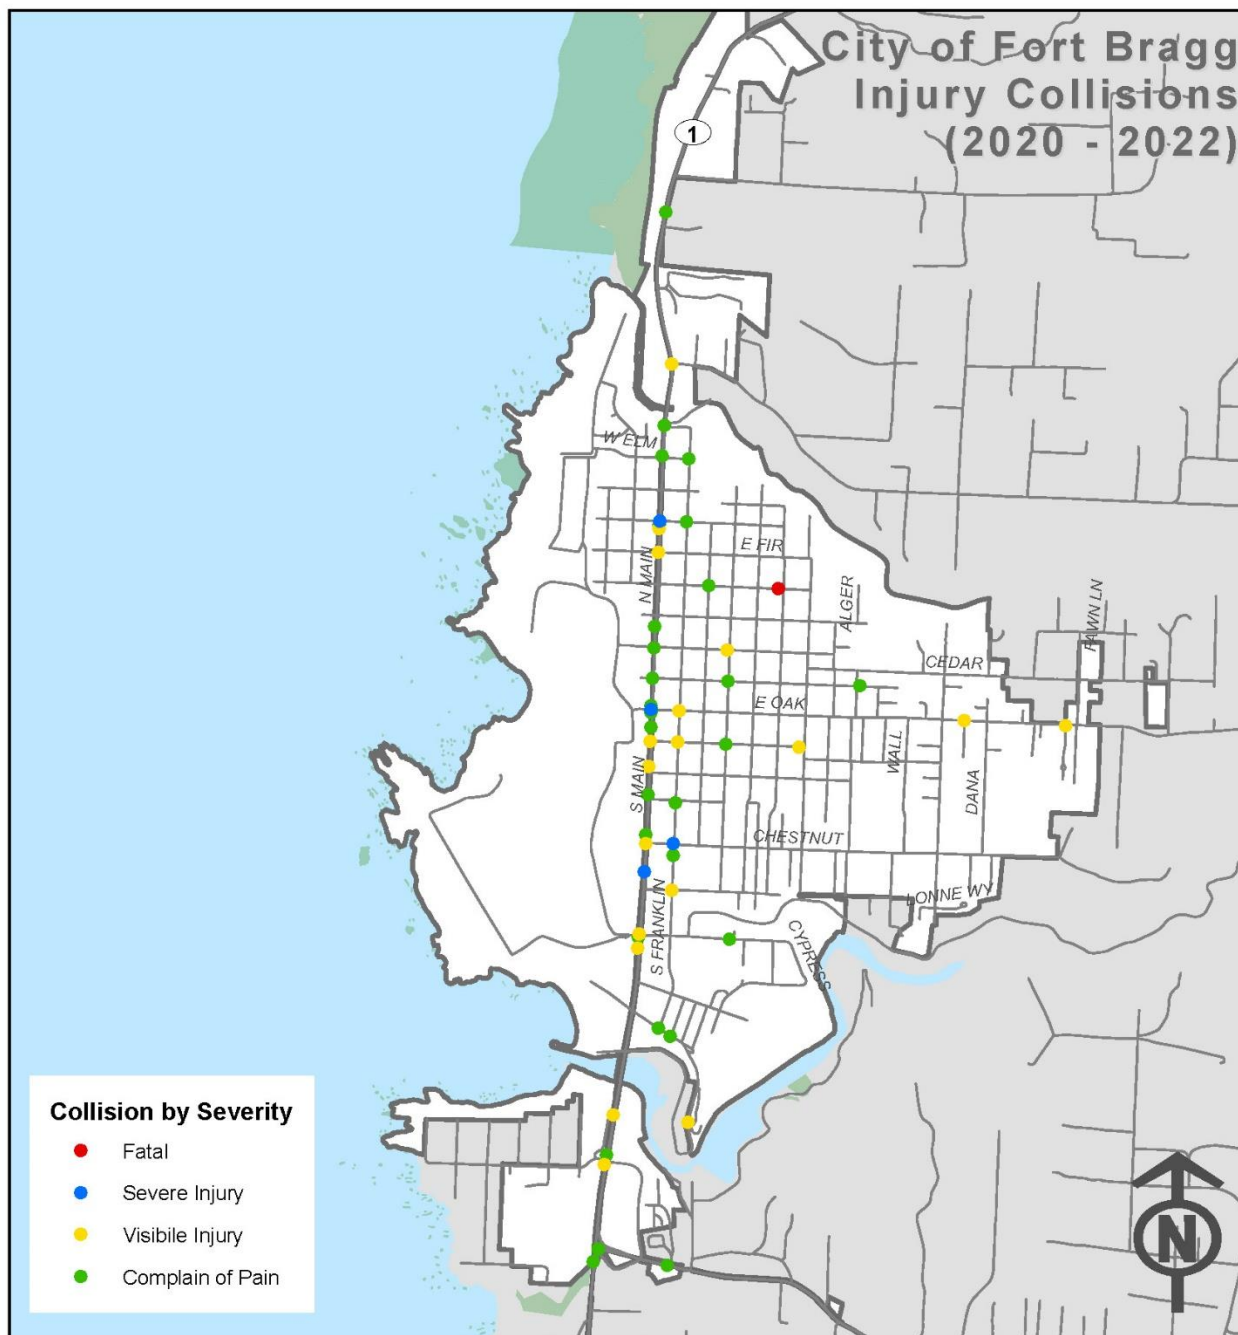 City of Fort Bragg
Injury Collisions
(2020 - 2022)
1
W ELM
E FIR
N MAIN
ALGER
FAWN LN
CEDAR
E OAK
WALL
S MAIN
DANA
CHESTNUT
LONNE WY
S FRANKLIN
CYPRESS
Collision by Severity
Fatal
Severe Injury
Visibile Injury
Complain of Pain
N